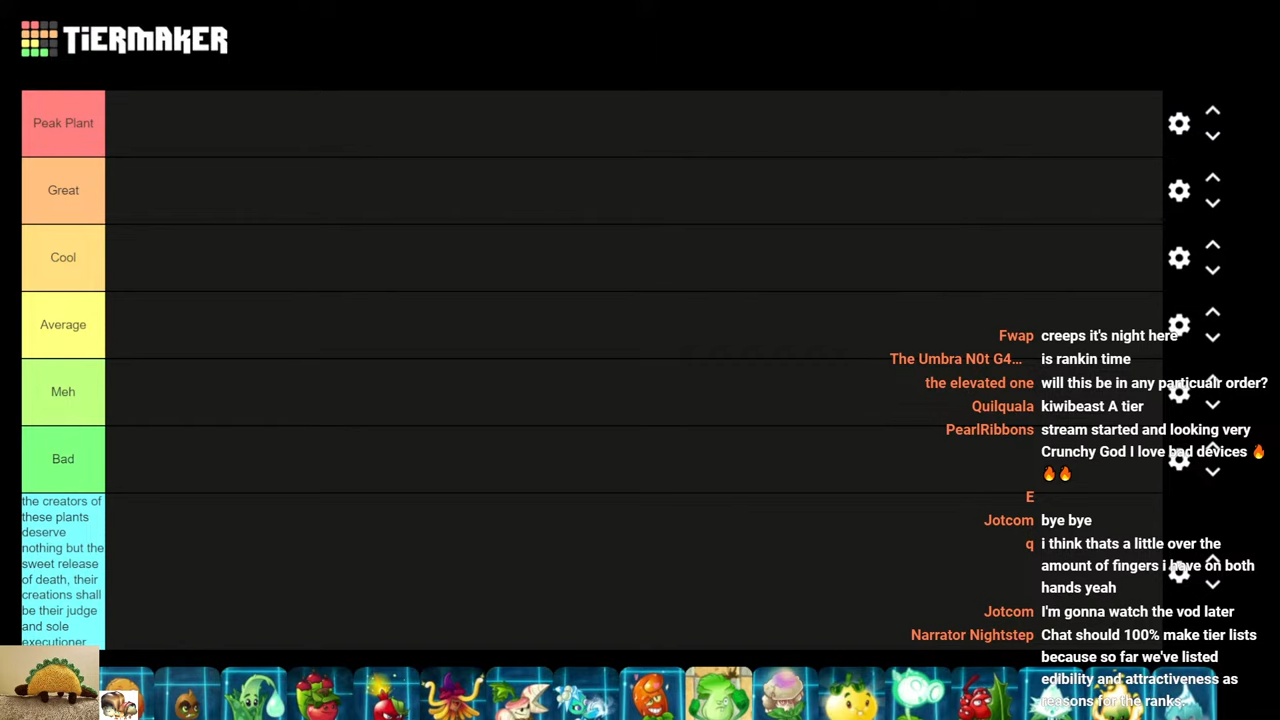 TIERMAKER
Peak Plant
Great
Cool
Average
Meh
Bad
the creators of
these plants
deserve
nothing but the
sweet release
of death, their
creations shall
be their judge
and sole
executioner
Fwap creeps it's night here
The Umbra N0t G4... is rankin time
the elevated one will this be in any particualr order?
Quilquala kiwibeast A tier
PearlRibbons stream started and looking very
Crunchy God I love bad devices 🔥
🔥🔥
E
Jotcom bye bye
q i think thats a little over the
amount of fingers i have on both
hands yeah
Jotcom I'm gonna watch the vod later
Narrator Nightstep Chat should 100% make tier lists
because so far we've listed
edibility and attractiveness as
reasons for the ranks.